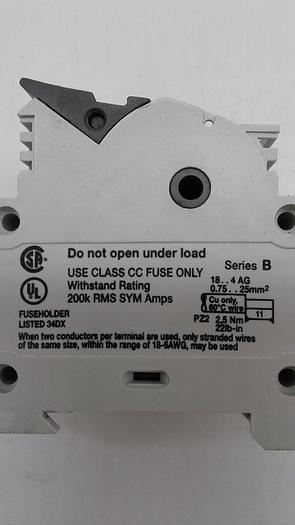 Do not open under load
USE CLASS CC FUSE ONLY
Withstand Rating
200k RMS SYM Amps
Series B
18 . . 4 AG
0.75 . . 25mm²
Cu only,
60°C wire
11
PZ2 2.5 Nm
22lb-in
SA
UL
FUSEHOLDER
LISTED 34DX
When two conductors per terminal are used, only stranded wires
of the same size, within the range of 18-6AWG, may be used